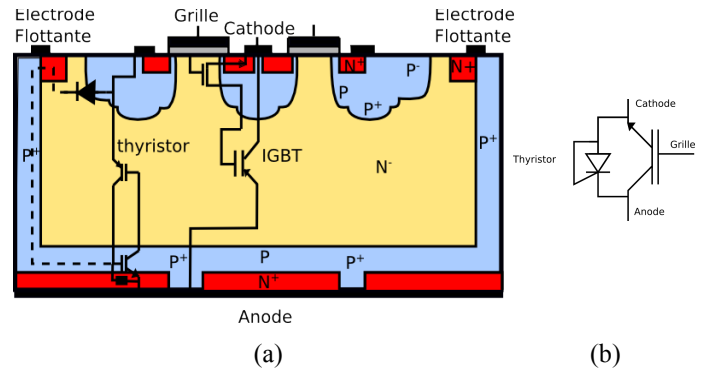 Electrode
Flottante
Grille
Cathode
Electrode
Flottante
N⁺
P⁻
N+
P
P⁺
thyristor
IGBT
P⁺
N⁻
P⁺
P⁺
P
P⁺
N⁺
Anode
(a)
Cathode
Grille
Thyristor
Anode
(b)